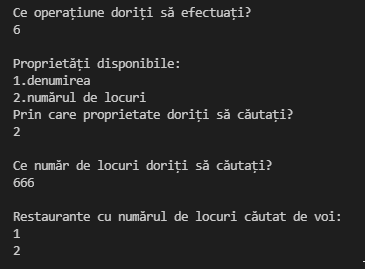 Ce operațiune doriți să efectuați?
6
Proprietăți disponibile:
1.denumirea
2.numărul de locuri
Prin care proprietate doriți să căutați?
2
Ce număr de locuri doriți să căutați?
666
Restaurante cu numărul de locuri căutat de voi:
1
2